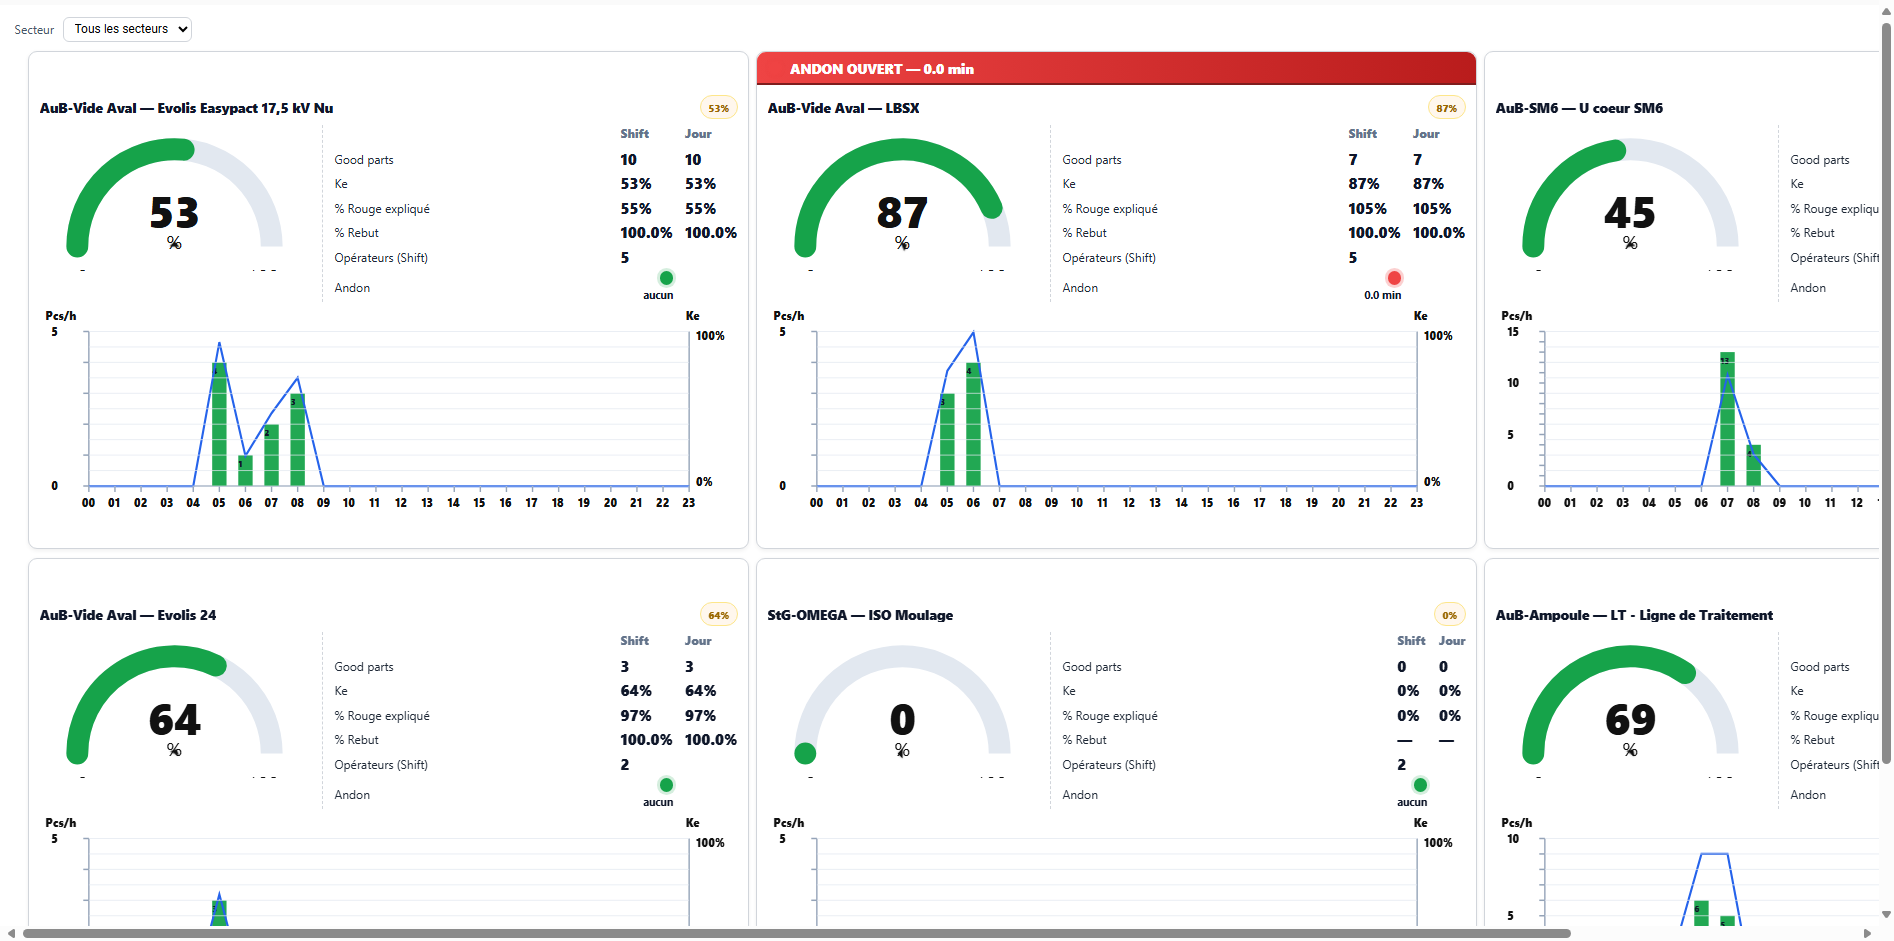 Secteur Tous les secteurs
ANDON OUVERT — 0.0 min
AuB-Vide Aval — Evolis Easypact 17,5 kV Nu 53%
Shift Jour
Good parts 10 10
Ke 53% 53%
% Rouge expliqué 55% 55%
% Rebut 100.0% 100.0%
Opérateurs (Shift) 5
Andon aucun
53
%
Pcs/h Ke
5 100%
4 1 2 3
0 0%
00 01 02 03 04 05 06 07 08 09 10 11 12 13 14 15 16 17 18 19 20 21 22 23
AuB-Vide Aval — LBSX 87%
Shift Jour
Good parts 7 7
Ke 87% 87%
% Rouge expliqué 105% 105%
% Rebut 100.0% 100.0%
Opérateurs (Shift) 5
Andon 0.0 min
87
%
Pcs/h Ke
5 100%
3 4
0 0%
00 01 02 03 04 05 06 07 08 09 10 11 12 13 14 15 16 17 18 19 20 21 22 23
AuB-SM6 — U coeur SM6
Good parts
Ke
% Rouge expliqu
% Rebut
Opérateurs (Shift
Andon
45
%
Pcs/h
15
13
10
5
4
0
00 01 02 03 04 05 06 07 08 09 10 11 12
AuB-Vide Aval — Evolis 24 64%
Shift Jour
Good parts 3 3
Ke 64% 64%
% Rouge expliqué 97% 97%
% Rebut 100.0% 100.0%
Opérateurs (Shift) 2
Andon aucun
64
%
Pcs/h Ke
5 100%
3
StG-OMEGA — ISO Moulage 0%
Shift Jour
Good parts 0 0
Ke 0% 0%
% Rouge expliqué 0% 0%
% Rebut — —
Opérateurs (Shift) 2
Andon aucun
0
%
Pcs/h Ke
5 100%
AuB-Ampoule — LT - Ligne de Traitement
Good parts
Ke
% Rouge expliqu
% Rebut
Opérateurs (Shift
Andon
69
%
Pcs/h
10
6
5